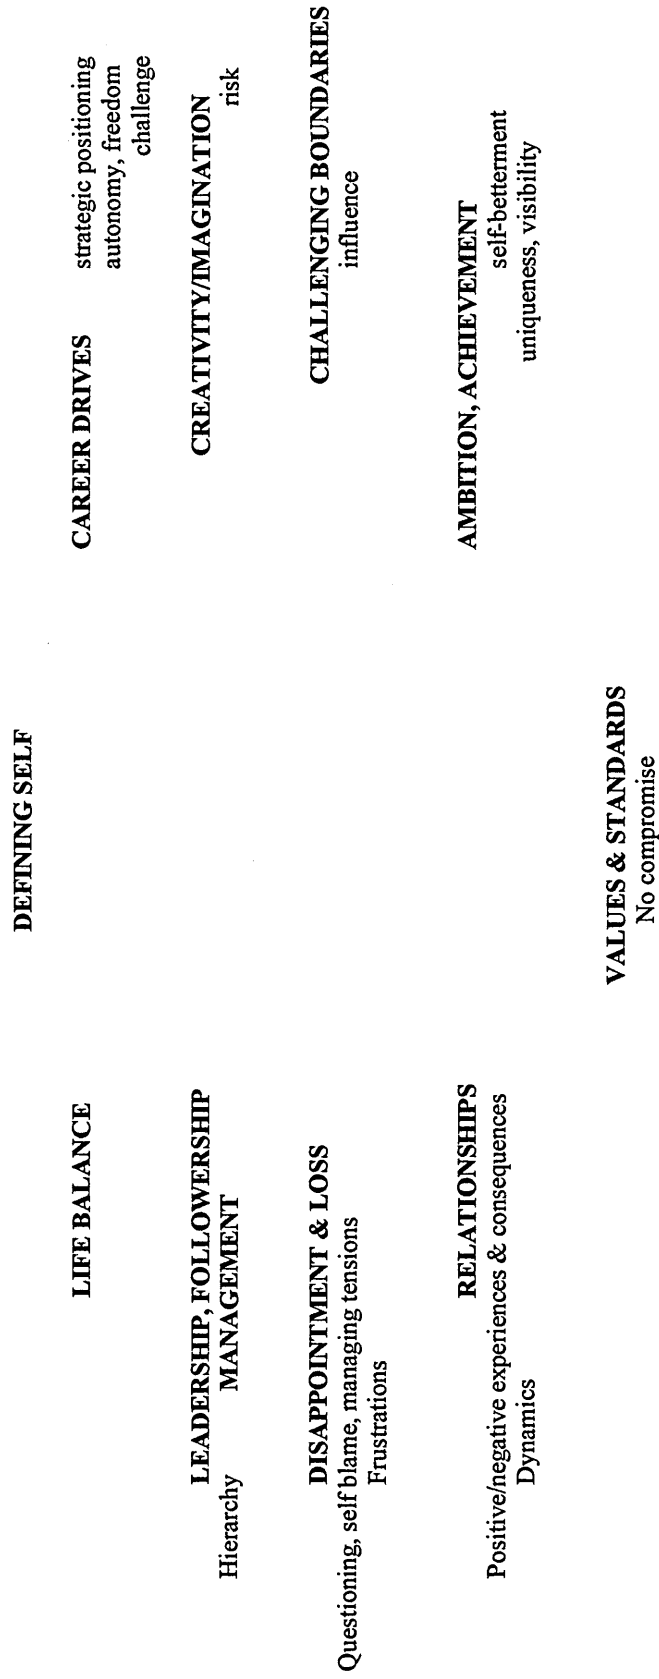 DEFINING SELF
LIFE BALANCE
CAREER DRIVES
strategic positioning
autonomy, freedom
challenge
LEADERSHIP, FOLLOWERSHIP
Hierarchy MANAGEMENT
CREATIVITY/IMAGINATION
risk
DISAPPOINTMENT & LOSS
Questioning, self blame, managing tensions
Frustrations
CHALLENGING BOUNDARIES
influence
RELATIONSHIPS
Positive/negative experiences & consequences
Dynamics
AMBITION, ACHIEVEMENT
self-betterment
uniqueness, visibility
VALUES & STANDARDS
No compromise